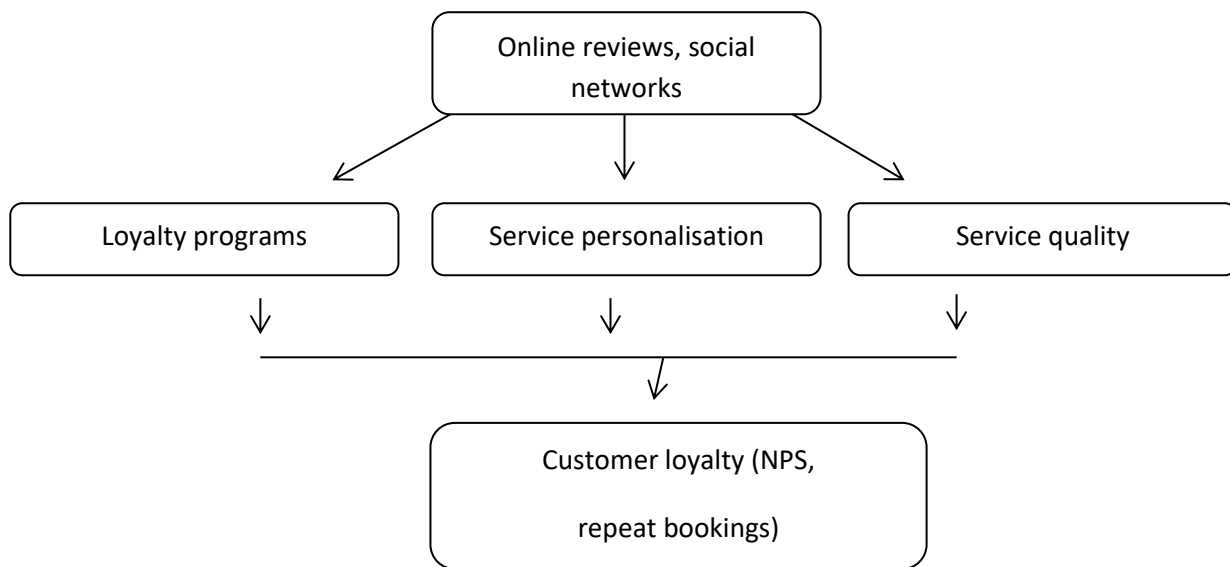 Online reviews, social
networks
Loyalty programs
Service personalisation
Service quality
Customer loyalty (NPS,
repeat bookings)